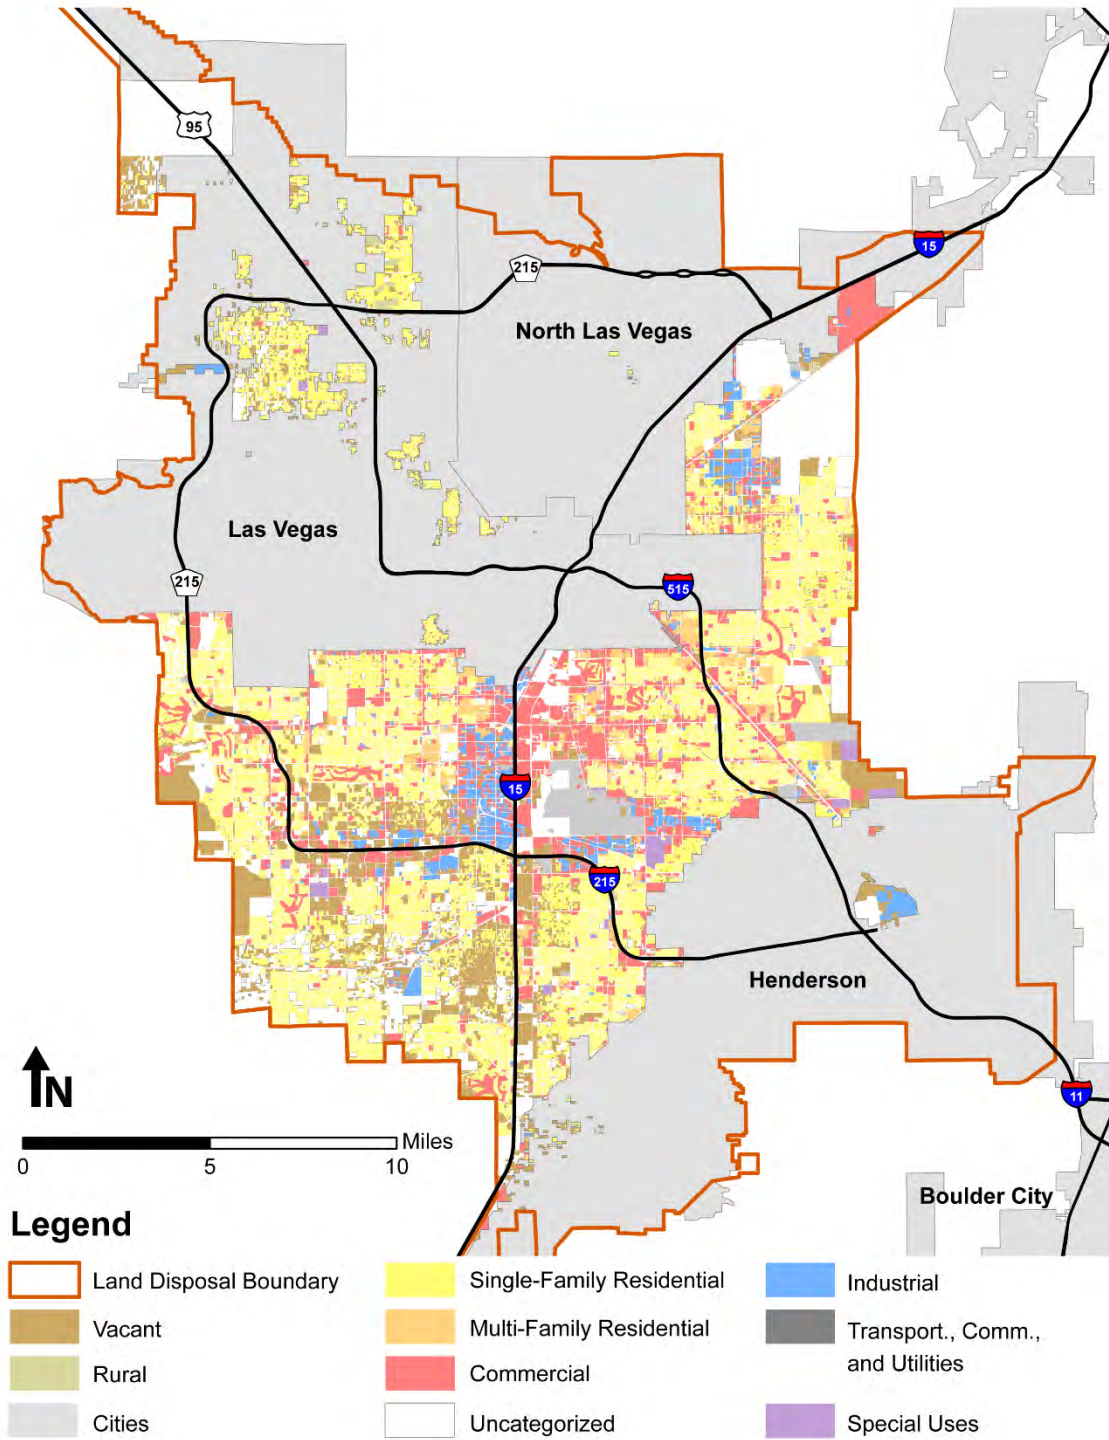 95
15
215
North Las Vegas
Las Vegas
215
515
15
215
Henderson
N
11
Miles
0 5 10
Boulder City
Legend
Land Disposal Boundary
Single-Family Residential
Industrial
Vacant
Multi-Family Residential
Transport., Comm.,
and Utilities
Rural
Commercial
Cities
Uncategorized
Special Uses